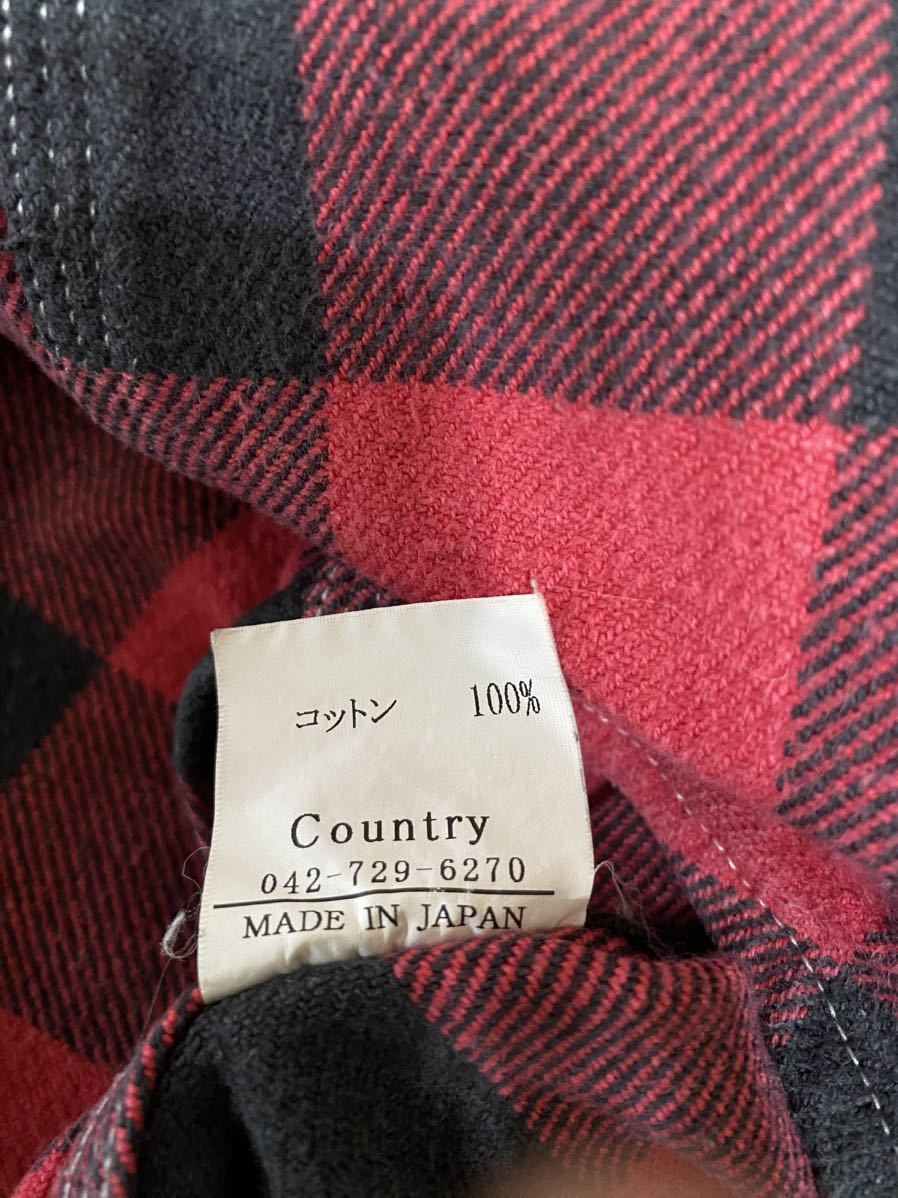 コットン 100%
Country
042-729-6270
MADE IN JAPAN